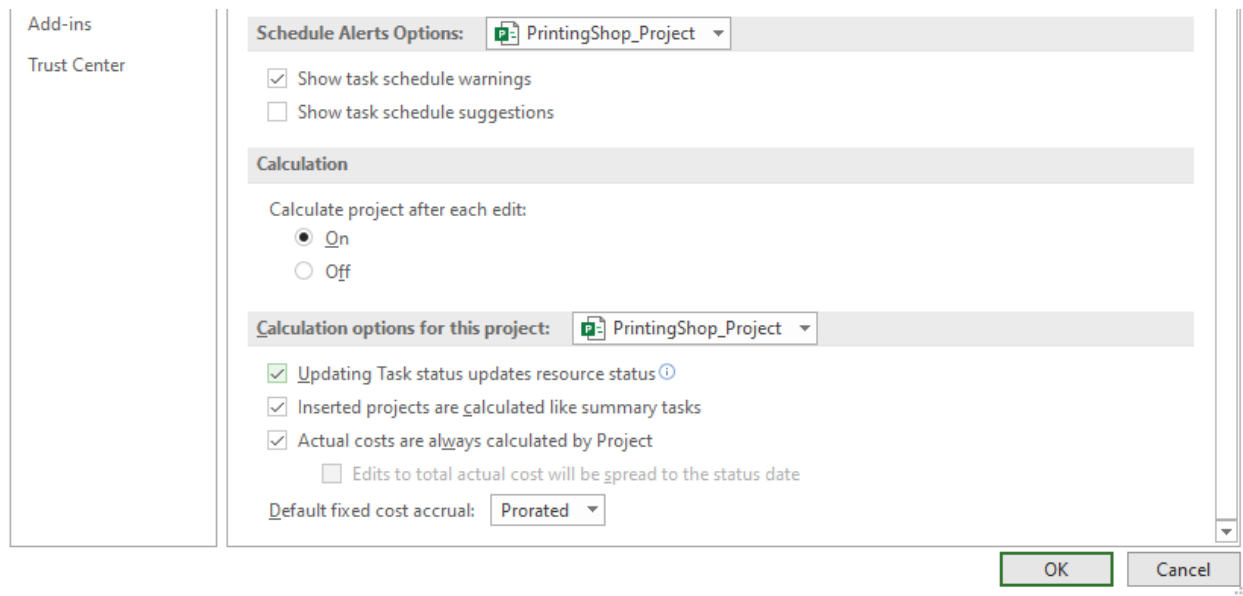 Add-ins
Trust Center
Schedule Alerts Options: PrintingShop_Project
Show task schedule warnings
Show task schedule suggestions
Calculation
Calculate project after each edit:
On
Off
Calculation options for this project: PrintingShop_Project
Updating Task status updates resource status
Inserted projects are calculated like summary tasks
Actual costs are always calculated by Project
Edits to total actual cost will be spread to the status date
Default fixed cost accrual: Prorated
OK Cancel